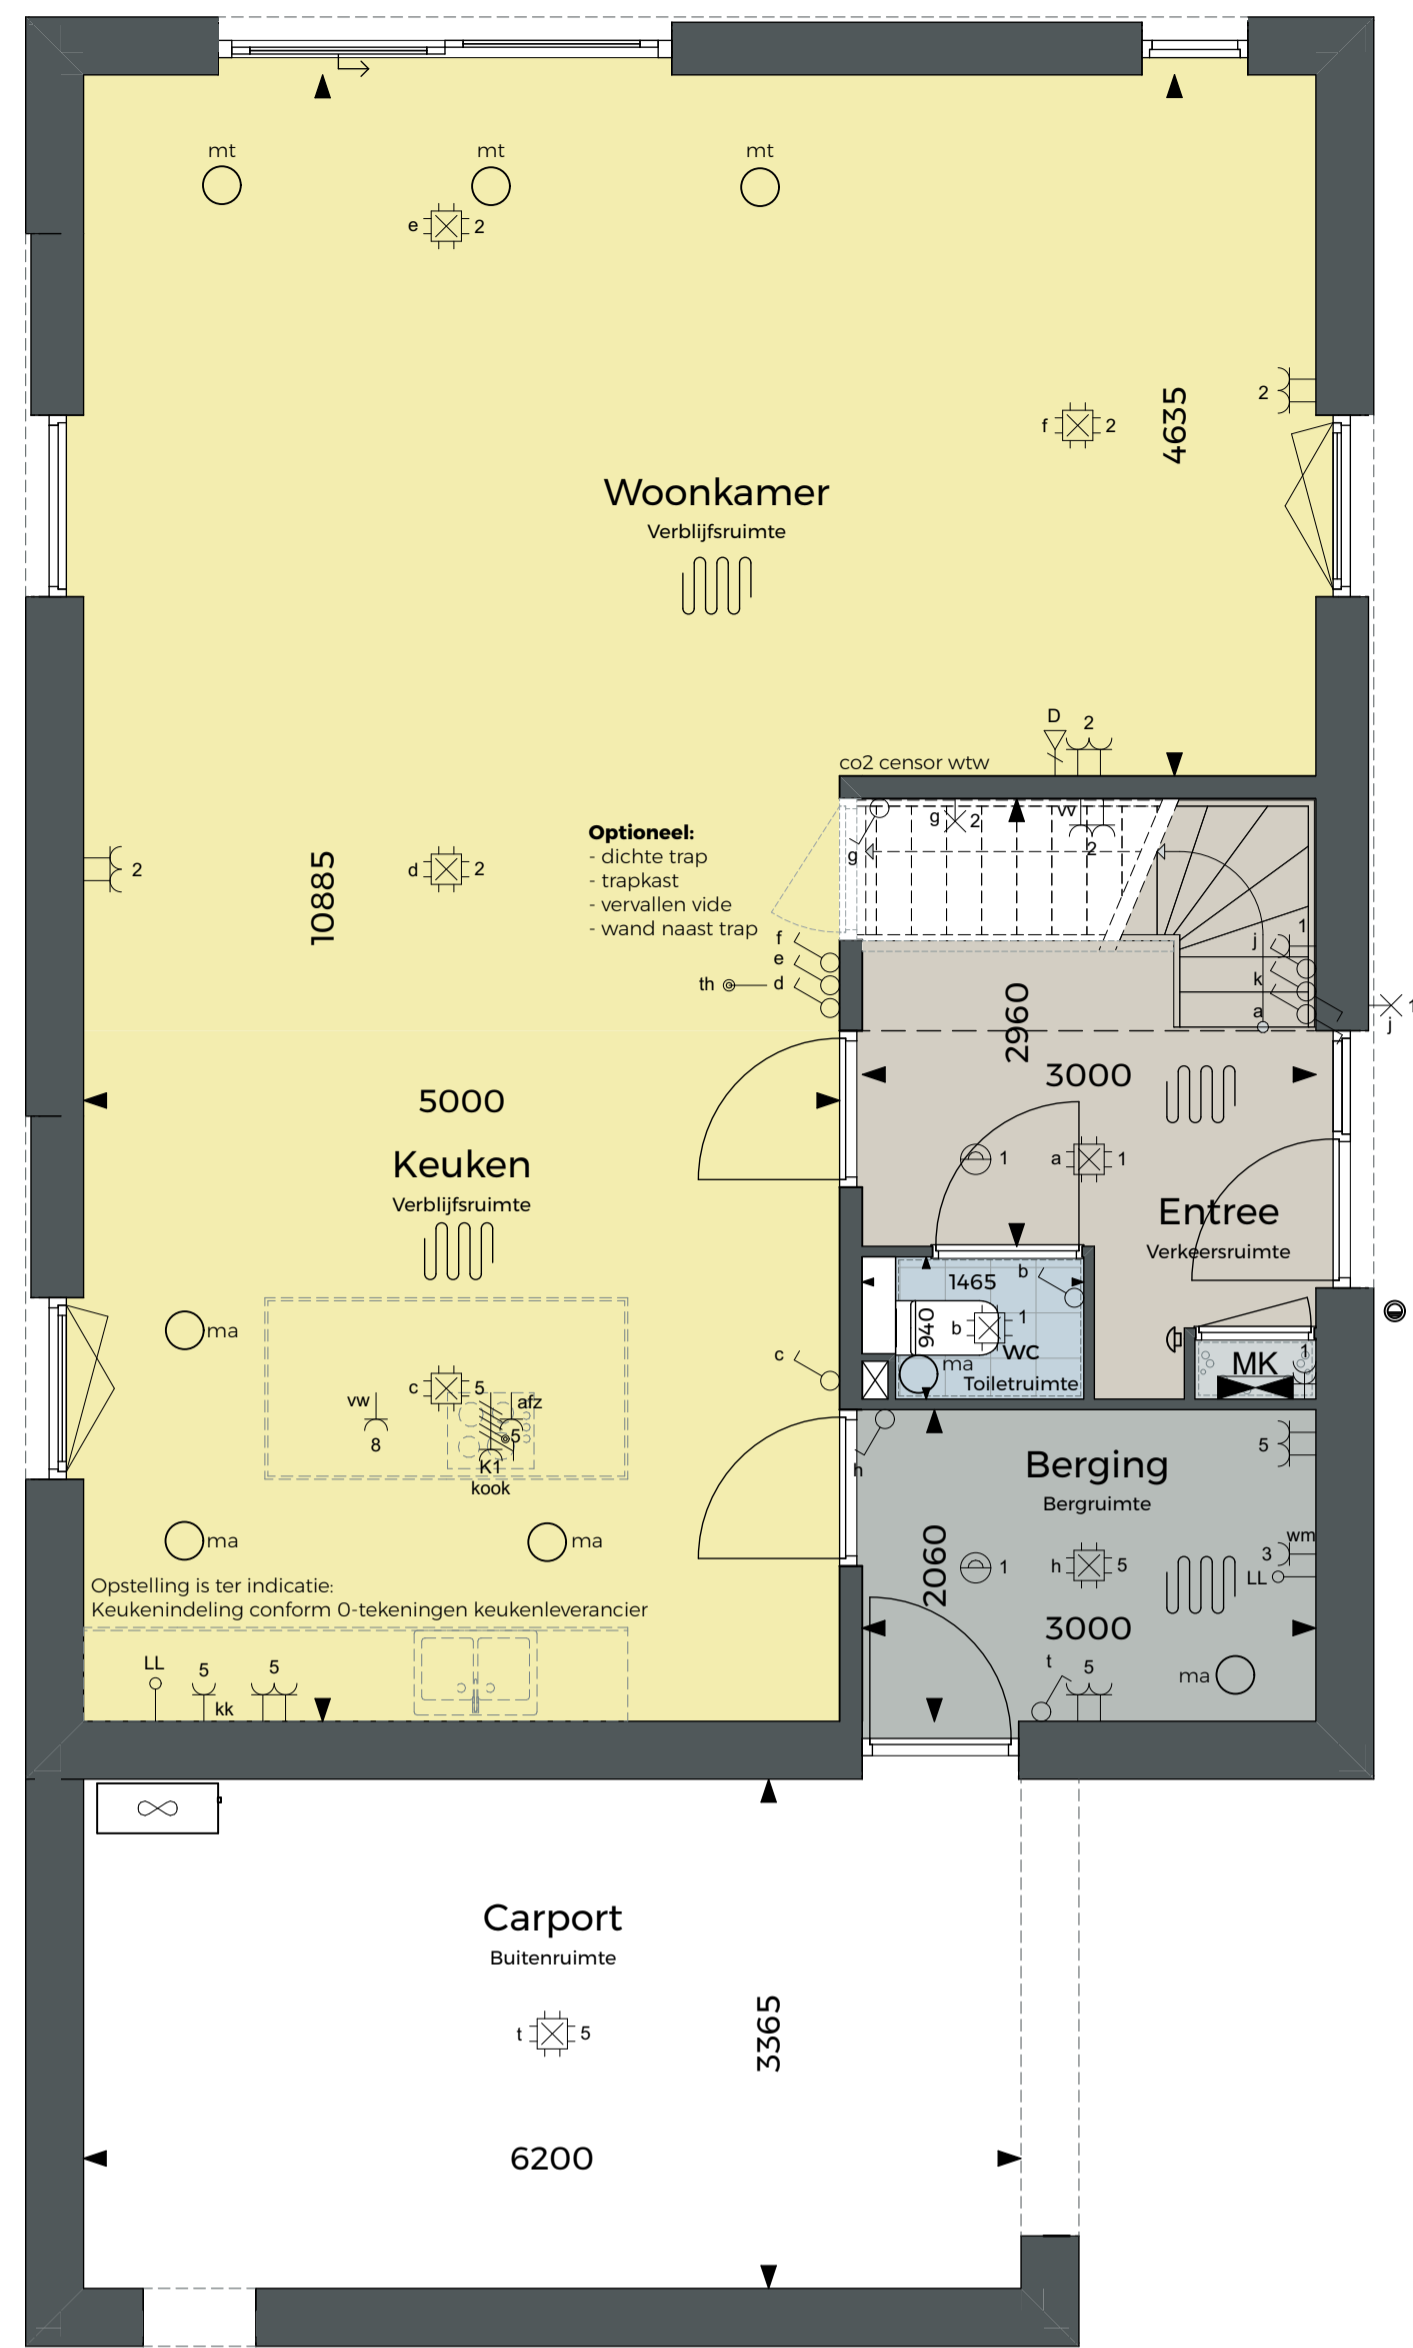 mt
mt
mt
e 2
2
f 2
4635
Woonkamer
Verblijfsruimte
D
2
co2 censor wtw
g 2
vv
2
g
Optioneel:
- dichte trap
- trapkast
- vervallen vide
- wand naast trap
2
d 2
10885
f
e
d
th
1
j
k
a
1
j
2960
3000
5000
Keuken
Verblijfsruimte
1
a 1
Entree
Verkeersruimte
1465
b
940
b 1
WC
ma
Toiletruimte
MK
1
ma
c 5
c
vw
8
afz
5
K1
kook
h
Berging
Bergruimte
5
wm
3
LL
2060
1
h 5
3000
ma
ma
Opstelling is ter indicatie:
Keukenindeling conform 0-tekeningen keukenleverancier
LL
5
kk
5
t
5
ma
Carport
Buitenruimte
t 5
3365
6200